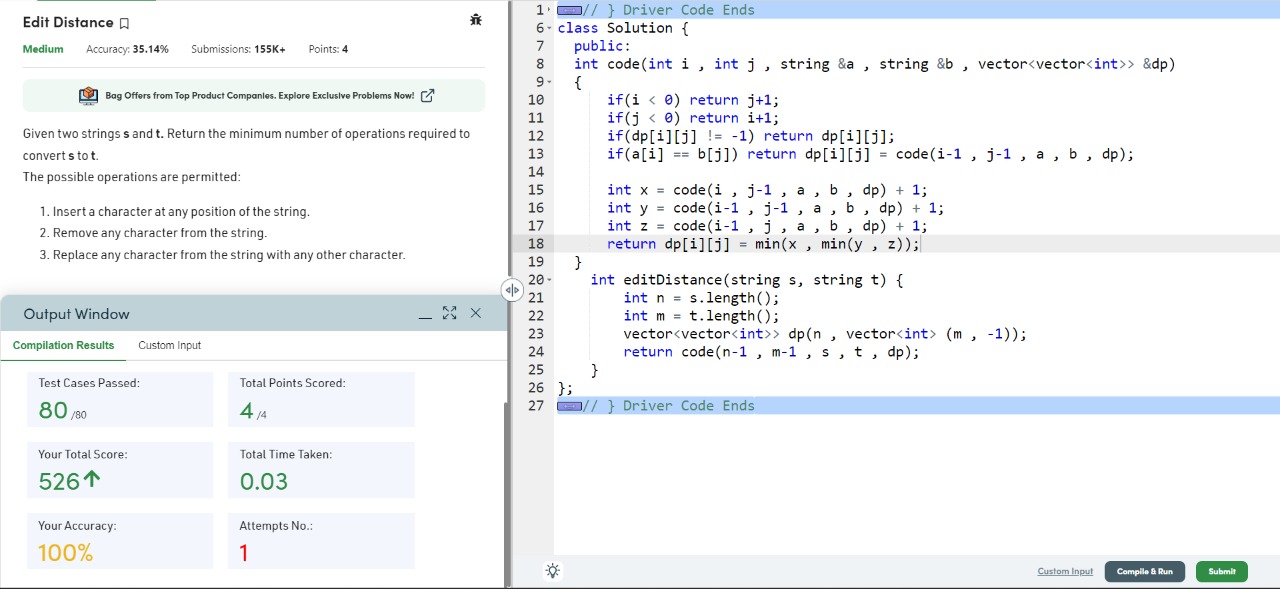 Edit Distance
Medium Accuracy: 35.14% Submissions: 155K+ Points: 4
Bag Offers from Top Product Companies. Explore Exclusive Problems Now!
Given two strings s and t. Return the minimum number of operations required to
convert s to t.
The possible operations are permitted:
1. Insert a character at any position of the string.
2. Remove any character from the string.
3. Replace any character from the string with any other character.
Output Window
Compilation Results Custom Input
Test Cases Passed: Total Points Scored:
80 /80 4 /4
Your Total Score: Total Time Taken:
526 0.03
Your Accuracy: Attempts No.:
100% 1
1 // } Driver Code Ends
6 class Solution {
7 public:
8 int code(int i , int j , string &a , string &b , vector<vector<int>> &dp)
9 {
10 if(i < 0) return j+1;
11 if(j < 0) return i+1;
12 if(dp[i][j] != -1) return dp[i][j];
13 if(a[i] == b[j]) return dp[i][j] = code(i-1 , j-1 , a , b , dp);
14
15 int x = code(i , j-1 , a , b , dp) + 1;
16 int y = code(i-1 , j-1 , a , b , dp) + 1;
17 int z = code(i-1 , j , a , b , dp) + 1;
18 return dp[i][j] = min(x , min(y , z));
19 }
20 int editDistance(string s, string t) {
21 int n = s.length();
22 int m = t.length();
23 vector<vector<int>> dp(n , vector<int> (m , -1));
24 return code(n-1 , m-1 , s , t , dp);
25 }
26 };
27 // } Driver Code Ends
Custom Input Compile & Run Submit